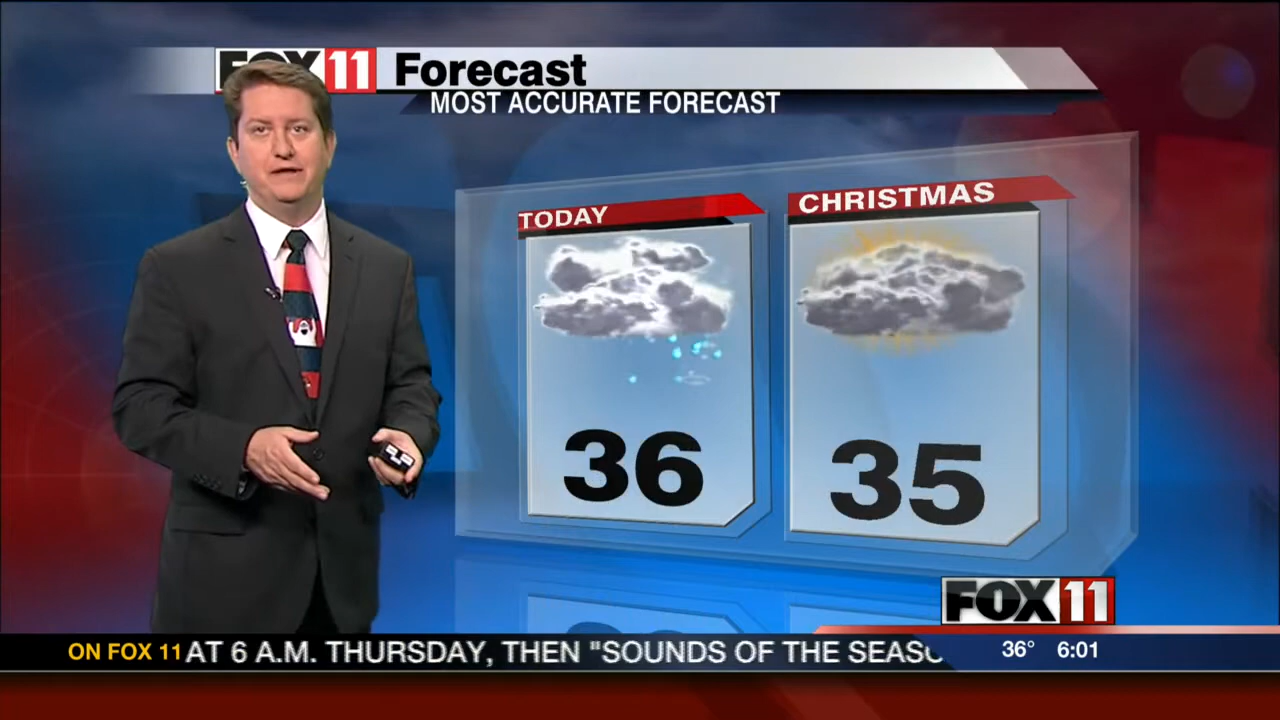 FOX 11 Forecast
MOST ACCURATE FORECAST
TODAY
CHRISTMAS
36
35
FOX 11
ON FOX 11 AT 6 A.M. THURSDAY, THEN "SOUNDS OF THE SEASO
36° 6:01